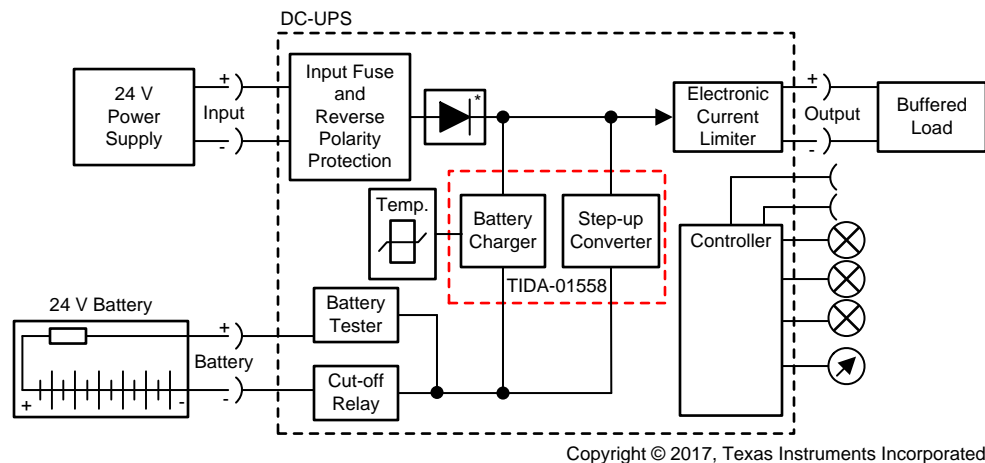 DC-UPS
24 V
Power
Supply
+
Input
-
Input Fuse
and
Reverse
Polarity
Protection
*
Electronic
Current
Limiter
+
Output
-
Buffered
Load
Temp.
Battery
Charger
Step-up
Converter
TIDA-01558
Controller
24 V Battery
+
-
+
Battery
-
Battery
Tester
Cut-off
Relay
Copyright © 2017, Texas Instruments Incorporated